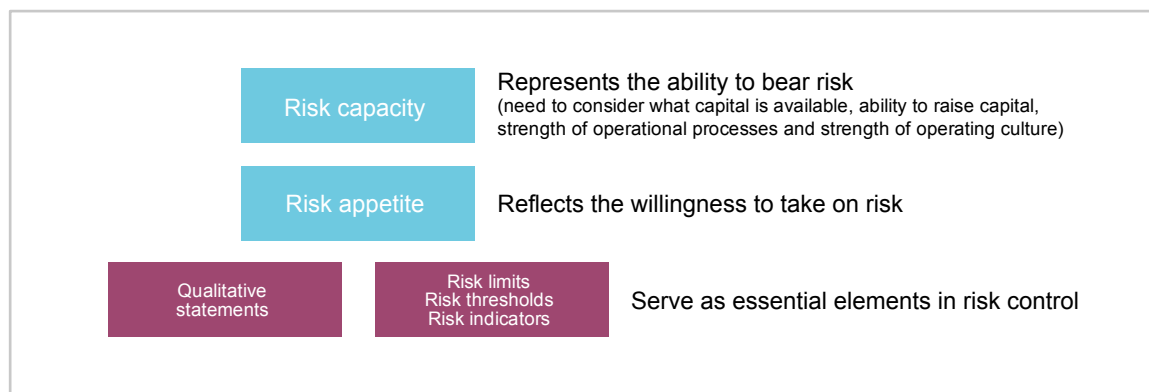 Risk capacity
Represents the ability to bear risk
(need to consider what capital is available, ability to raise capital,
strength of operational processes and strength of operating culture)
Risk appetite
Reflects the willingness to take on risk
Qualitative
statements
Risk limits
Risk thresholds
Risk indicators
Serve as essential elements in risk control